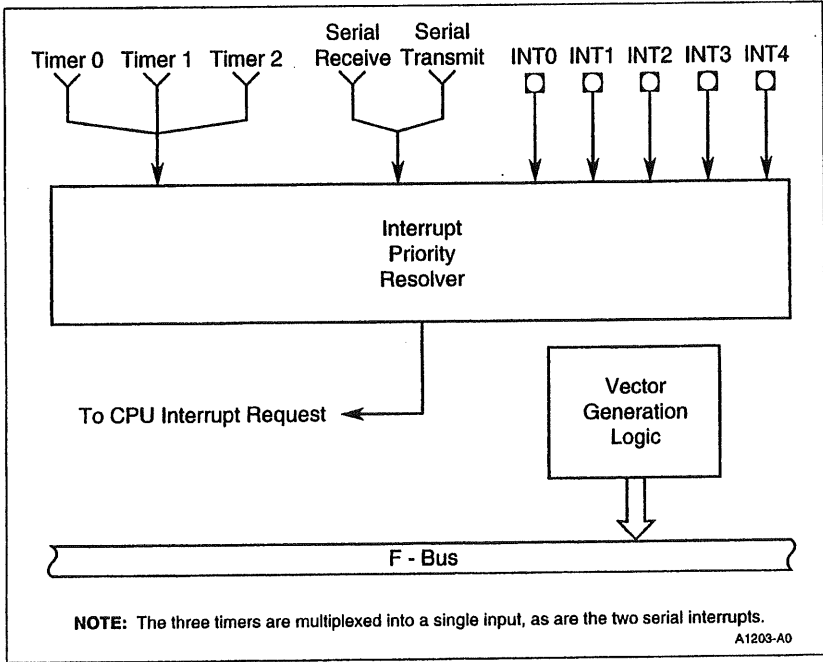 Timer 0 Timer 1 Timer 2
Serial Receive
Serial Transmit
INT0 INT1 INT2 INT3 INT4
Interrupt
Priority
Resolver
To CPU Interrupt Request
Vector
Generation
Logic
F - Bus
NOTE: The three timers are multiplexed into a single input, as are the two serial interrupts.
A1203-A0